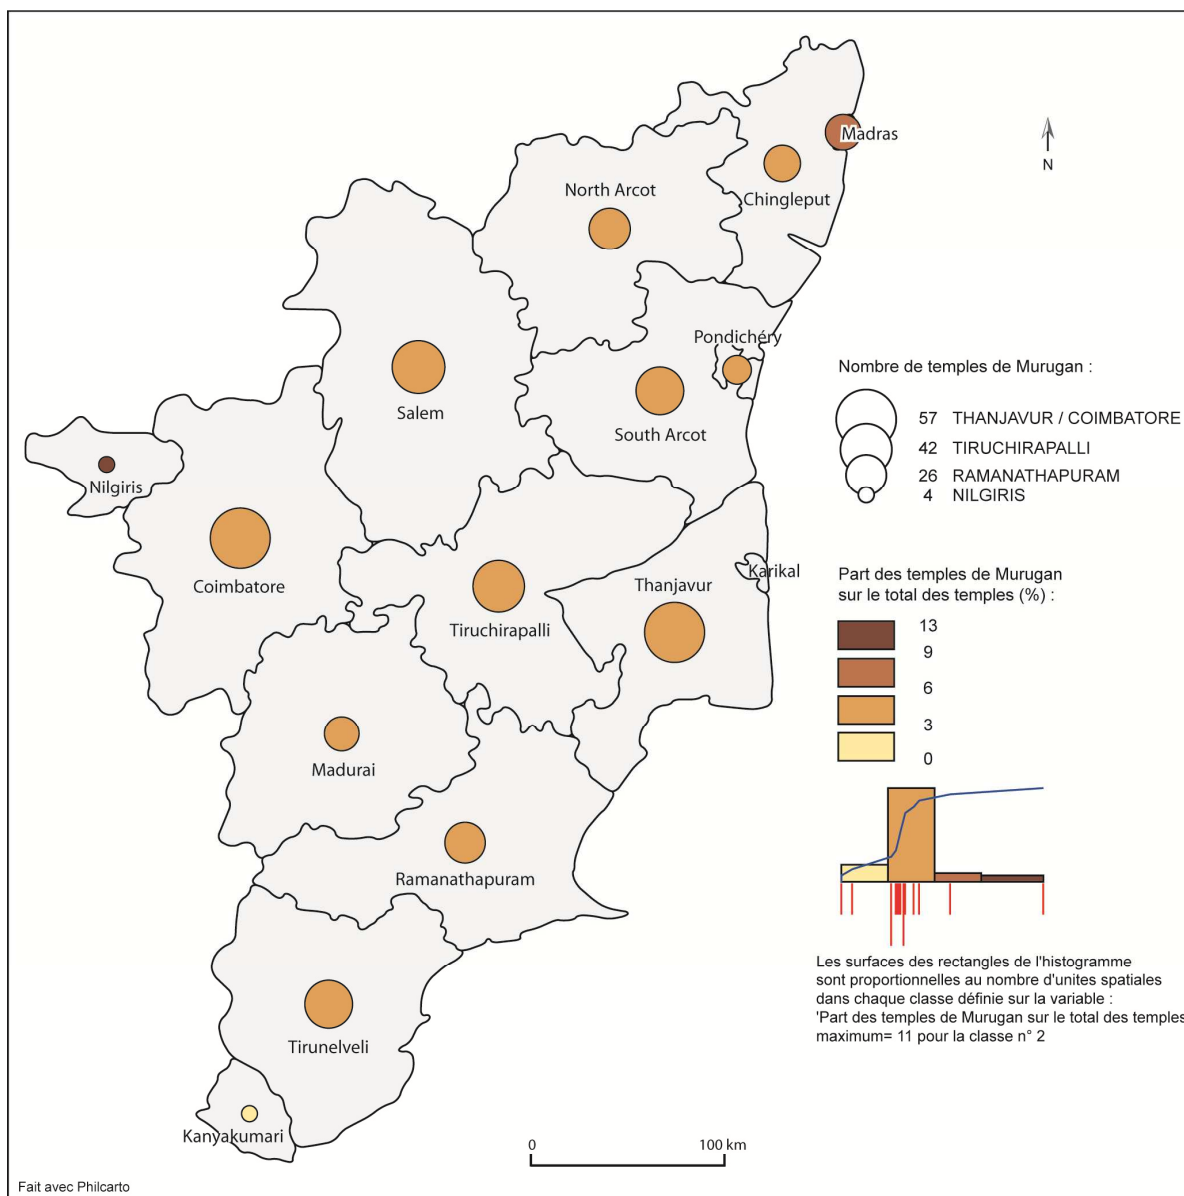 Madras
N
Chingleput
North Arcot
Pondichéry
Salem
South Arcot
Nilgiris
Coimbatore
Karikal
Thanjavur
Tiruchirapalli
Madurai
Ramanathapuram
Tirunelveli
Kanyakumari
Nombre de temples de Murugan :
57 THANJAVUR / COIMBATORE
42 TIRUCHIRAPALLI
26 RAMANATHAPURAM
4 NILGIRIS
Part des temples de Murugan
sur le total des temples (%) :
13
9
6
3
0
Les surfaces des rectangles de l'histogramme
sont proportionnelles au nombre d'unites spatiales
dans chaque classe définie sur la variable :
'Part des temples de Murugan sur le total des temples
maximum= 11 pour la classe n° 2
0 100 km
Fait avec Philcarto